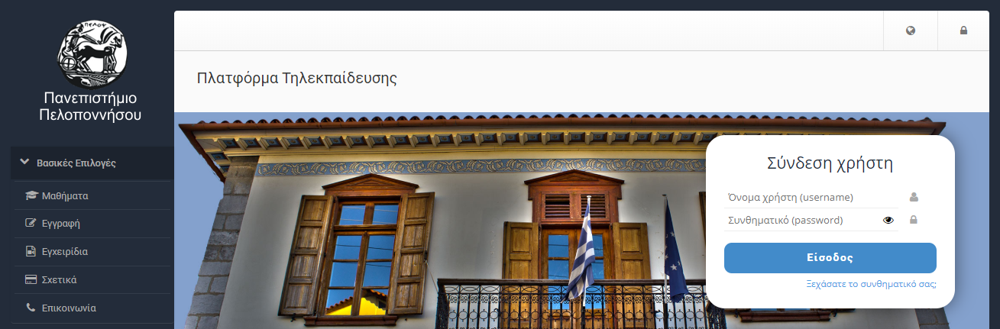 ΠΕΛΟΨ
Πανεπιστήμιο
Πελοποννήσου
Βασικές Επιλογές
Μαθήματα
Εγγραφή
Εγχειρίδια
Σχετικά
Επικοινωνία
Πλατφόρμα Τηλεκπαίδευσης
Σύνδεση χρήστη
Όνομα χρήστη (username)
Συνθηματικό (password)
Είσοδος
Ξεχάσατε το συνθηματικό σας;